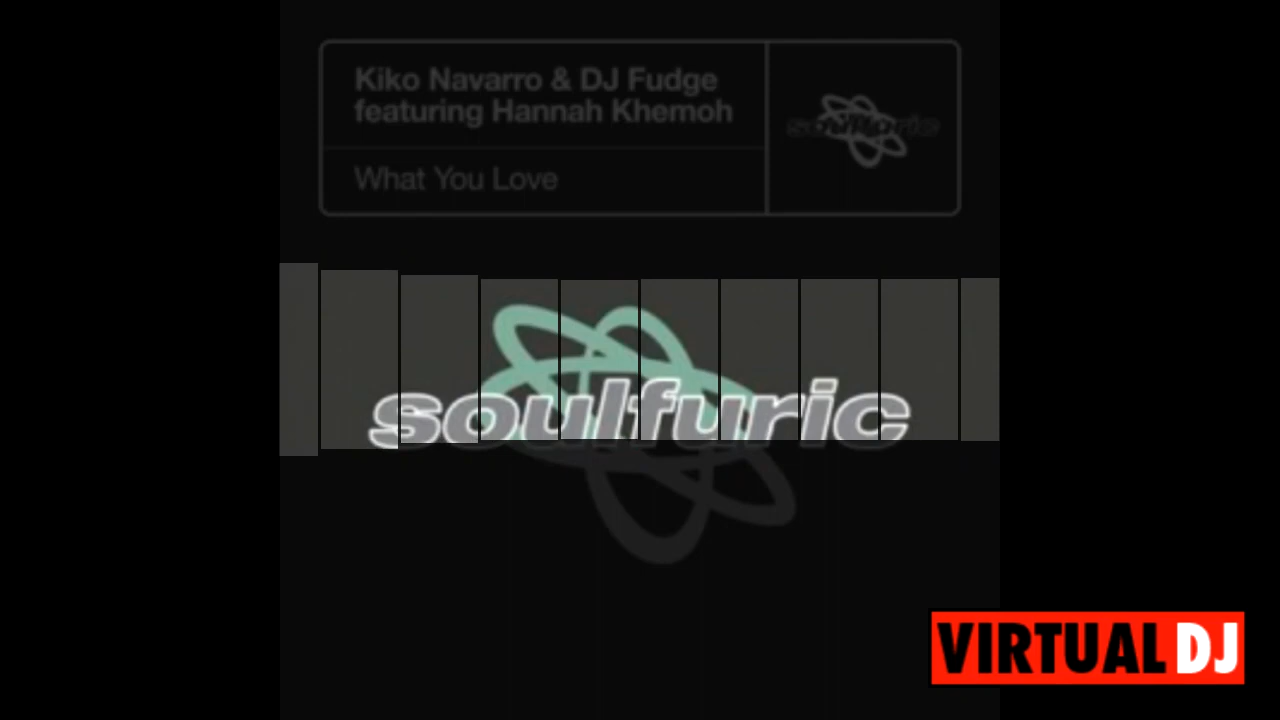 Kiko Navarro & DJ Fudge
featuring Hannah Khemoh
soulfuric
What You Love
soulfuric
VIRTUAL DJ